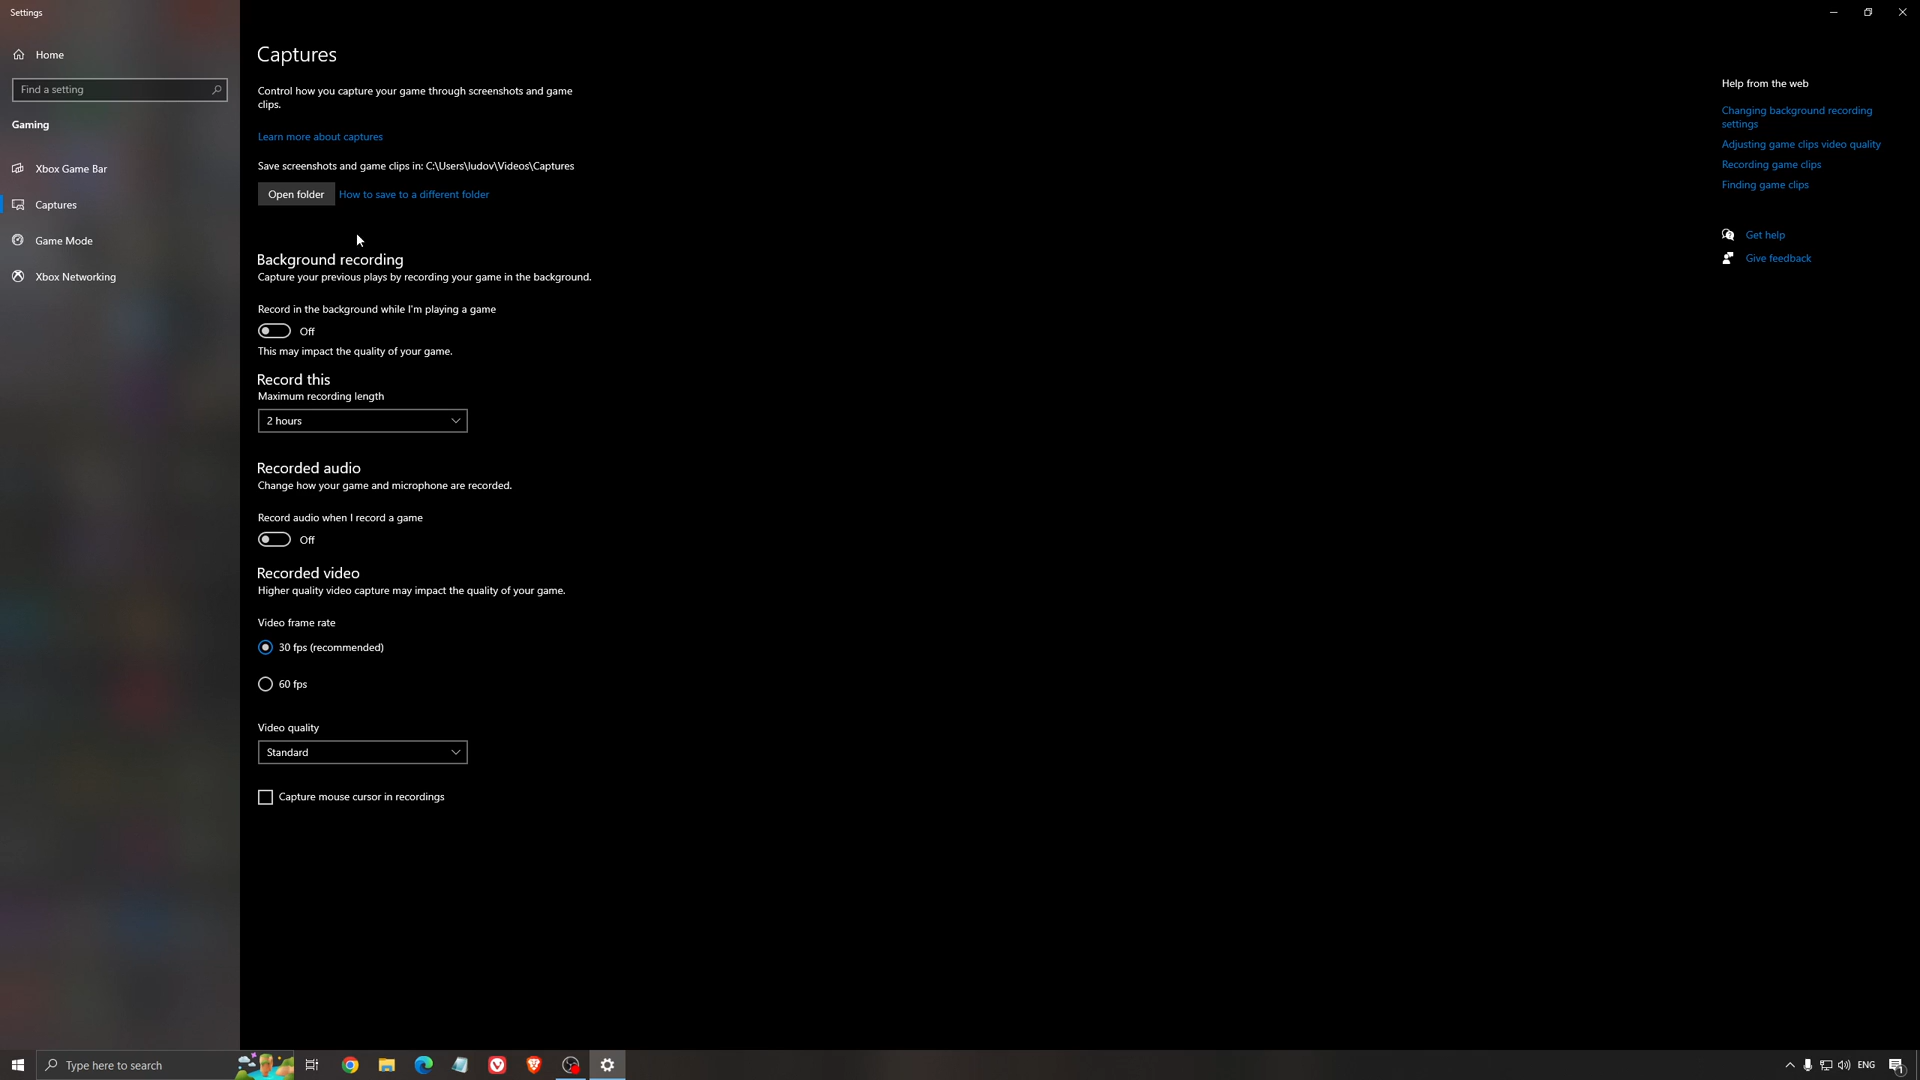 Settings
Home
Find a setting
Gaming
Xbox Game Bar
Captures
Game Mode
Xbox Networking
Captures
Control how you capture your game through screenshots and game
clips.
Learn more about captures
Save screenshots and game clips in: C:\Users\ludov\Videos\Captures
Open folder How to save to a different folder
Background recording
Capture your previous plays by recording your game in the background.
Record in the background while I'm playing a game
Off
This may impact the quality of your game.
Record this
Maximum recording length
2 hours
Recorded audio
Change how your game and microphone are recorded.
Record audio when I record a game
Off
Recorded video
Higher quality video capture may impact the quality of your game.
Video frame rate
30 fps (recommended)
60 fps
Video quality
Standard
Capture mouse cursor in recordings
Help from the web
Changing background recording
settings
Adjusting game clips video quality
Recording game clips
Finding game clips
Get help
Give feedback
Type here to search
ENG
1